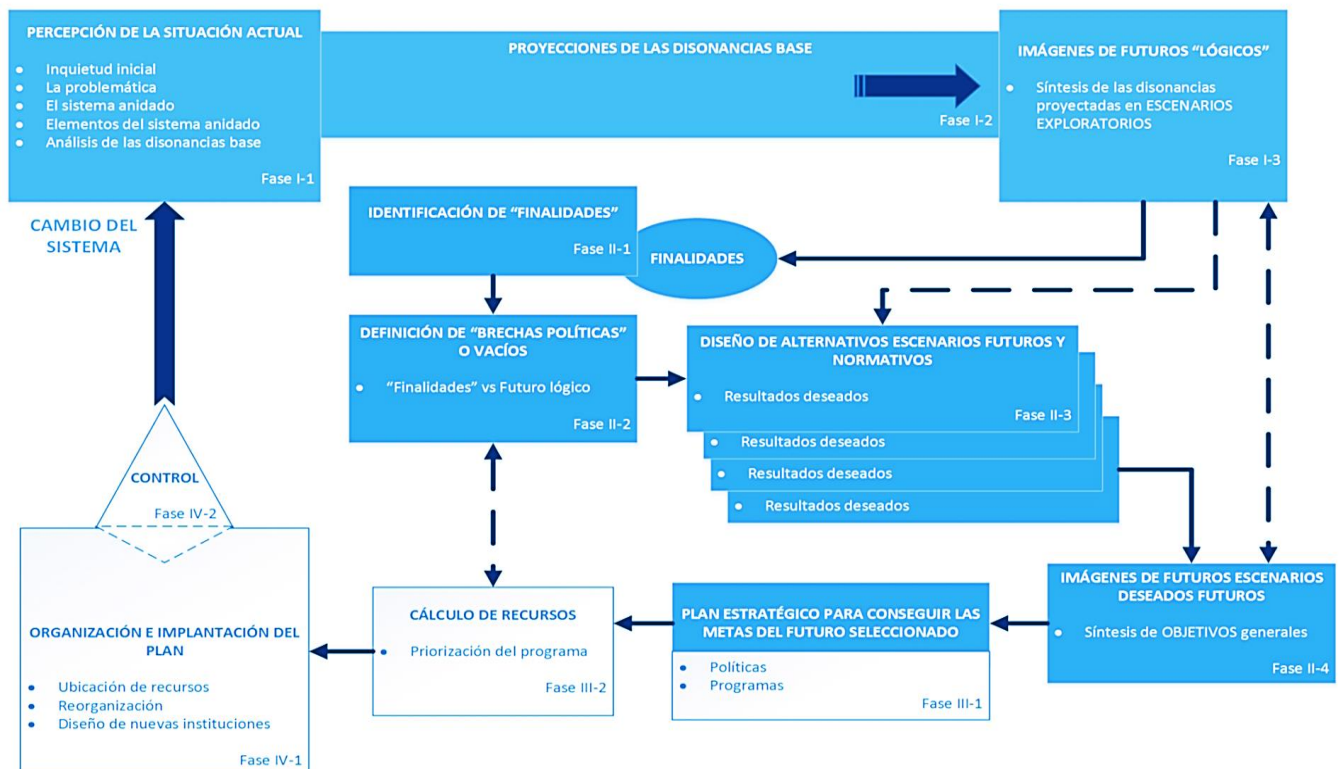 PERCEPCIÓN DE LA SITUACIÓN ACTUAL
● Inquietud inicial
● La problemática
● El sistema anidado
● Elementos del sistema anidado
● Análisis de las disonancias base
Fase I-1
PROYECCIONES DE LAS DISONANCIAS BASE
Fase I-2
IMÁGENES DE FUTUROS “LÓGICOS”
● Síntesis de las disonancias
proyectadas en ESCENARIOS
EXPLORATORIOS
Fase I-3
CAMBIO DEL
SISTEMA
IDENTIFICACIÓN DE “FINALIDADES”
Fase II-1
FINALIDADES
DEFINICIÓN DE “BRECHAS POLÍTICAS”
O VACÍOS
● “Finalidades” vs Futuro lógico
Fase II-2
DISEÑO DE ALTERNATIVOS ESCENARIOS FUTUROS Y
NORMATIVOS
● Resultados deseados
Fase II-3
● Resultados deseados
● Resultados deseados
● Resultados deseados
IMÁGENES DE FUTUROS ESCENARIOS
DESEADOS FUTUROS
● Síntesis de OBJETIVOS generales
Fase II-4
PLAN ESTRATÉGICO PARA CONSEGUIR LAS
METAS DEL FUTURO SELECCIONADO
● Políticas
● Programas
Fase III-1
CÁLCULO DE RECURSOS
● Priorización del programa
Fase III-2
CONTROL
Fase IV-2
ORGANIZACIÓN E IMPLANTACIÓN DEL
PLAN
● Ubicación de recursos
● Reorganización
● Diseño de nuevas instituciones
Fase IV-1